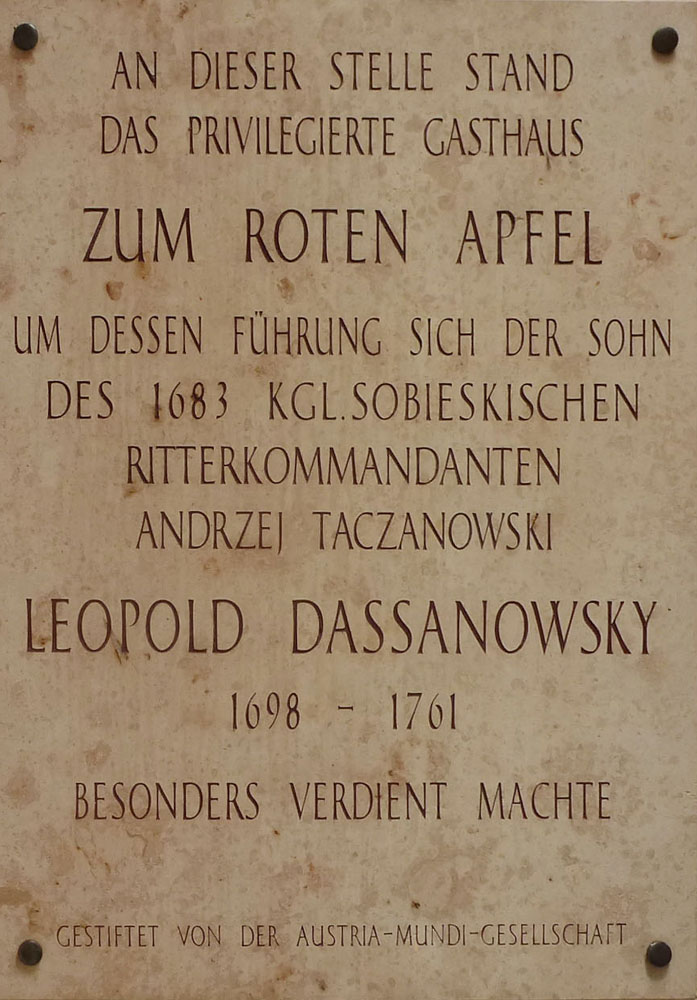 AN DIESER STELLE STAND
DAS PRIVILEGIERTE GASTHAUS
ZUM ROTEN APFEL
UM DESSEN FÜHRUNG SICH DER SOHN
DES 1683 KGL.SOBIESKISCHEN
RITTERKOMMANDANTEN
ANDRZEJ TACZANOWSKI
LEOPOLD DASSANOWSKY
1698 - 1761
BESONDERS VERDIENT MACHTE
GESTIFTET VON DER AUSTRIA-MUNDI-GESELLSCHAFT